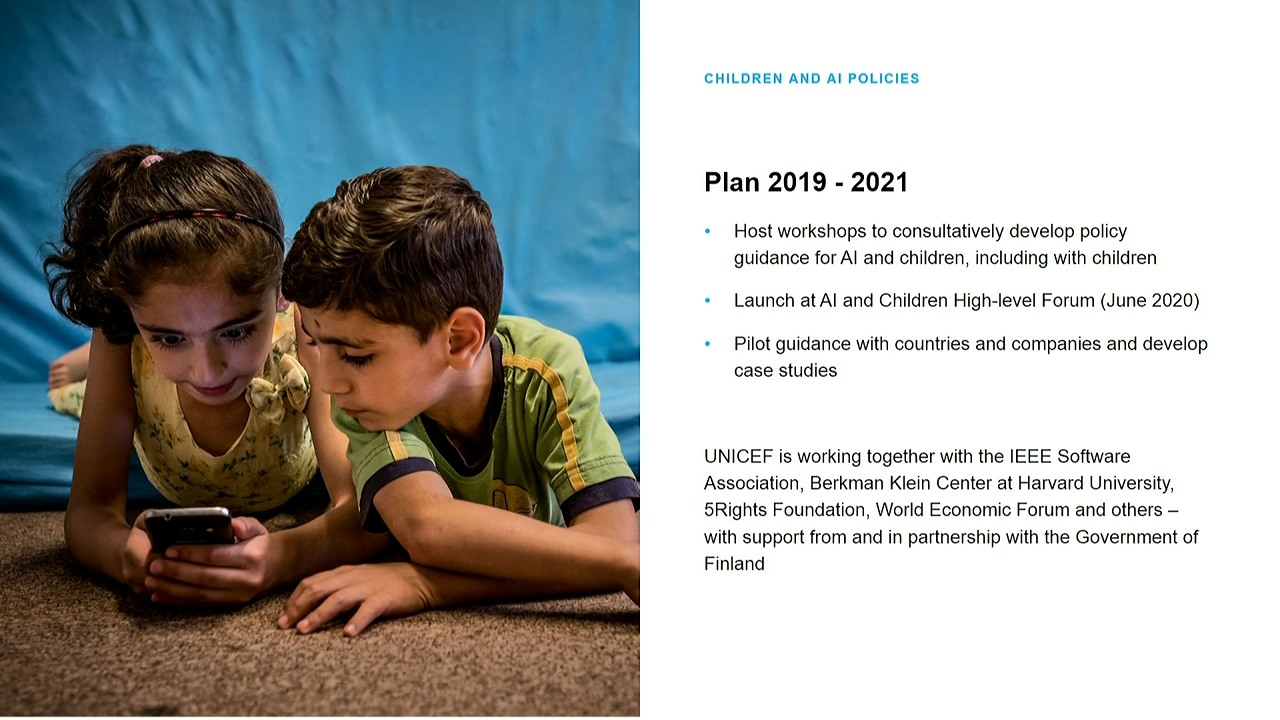 CHILDREN AND AI POLICIES
Plan 2019 - 2021
• Host workshops to consultatively develop policy
guidance for AI and children, including with children
• Launch at AI and Children High-level Forum (June 2020)
• Pilot guidance with countries and companies and develop
case studies
UNICEF is working together with the IEEE Software
Association, Berkman Klein Center at Harvard University,
5Rights Foundation, World Economic Forum and others –
with support from and in partnership with the Government of
Finland